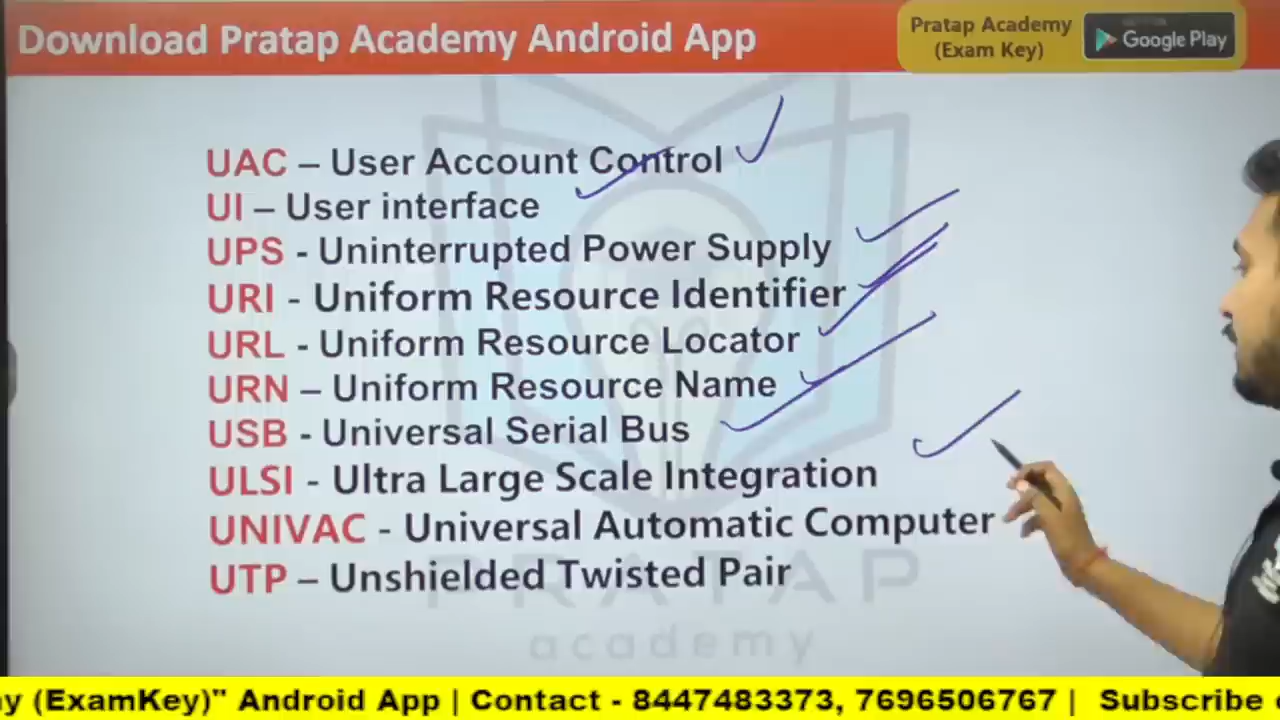 Download Pratap Academy Android App
Pratap Academy
(Exam Key)
Google Play
UAC – User Account Control
UI – User interface
UPS - Uninterrupted Power Supply
URI - Uniform Resource Identifier
URL - Uniform Resource Locator
URN – Uniform Resource Name
USB - Universal Serial Bus
ULSI - Ultra Large Scale Integration
UNIVAC - Universal Automatic Computer
UTP – Unshielded Twisted Pair
PRATAP
academy
(ExamKey)" Android App | Contact - 8447483373, 7696506767 | Subscribe